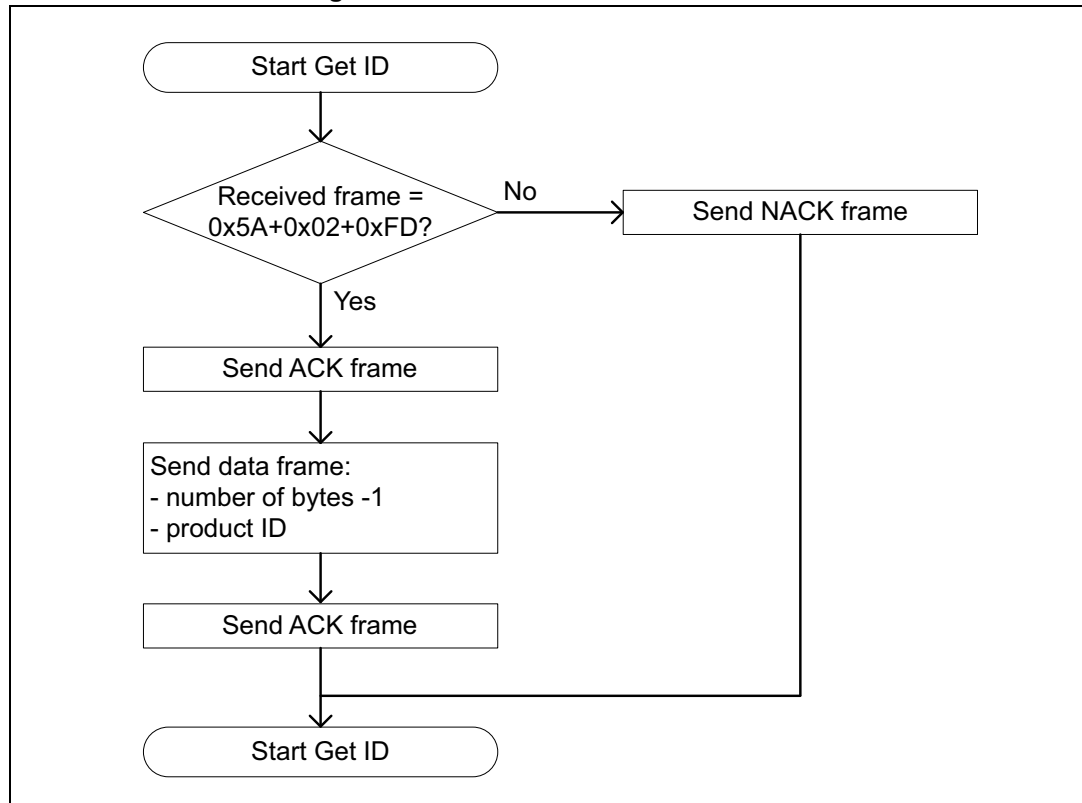 Start Get ID
Received frame =
0x5A+0x02+0xFD?
No
Send NACK frame
Yes
Send ACK frame
Send data frame:
- number of bytes -1
- product ID
Send ACK frame
Start Get ID